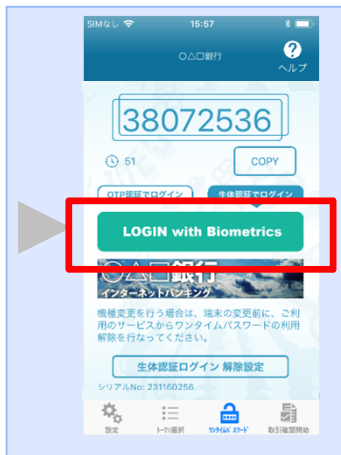 SIMなし 15:57
○△□銀行
?
ヘルプ
38072536
51
COPY
OTP認証でログイン 生体認証でログイン
LOGIN with Biometrics
○△□銀行
インターネットバンキング
機種変更を行う場合は、端末の変更前に、ご利
用のサービスからワンタイムパスワードの利用
解除を行なってください。
生体認証ログイン 解除設定
シリアルNo: 231160256
設定 トークン選択 ワンタイムパスワード 取引確認開始